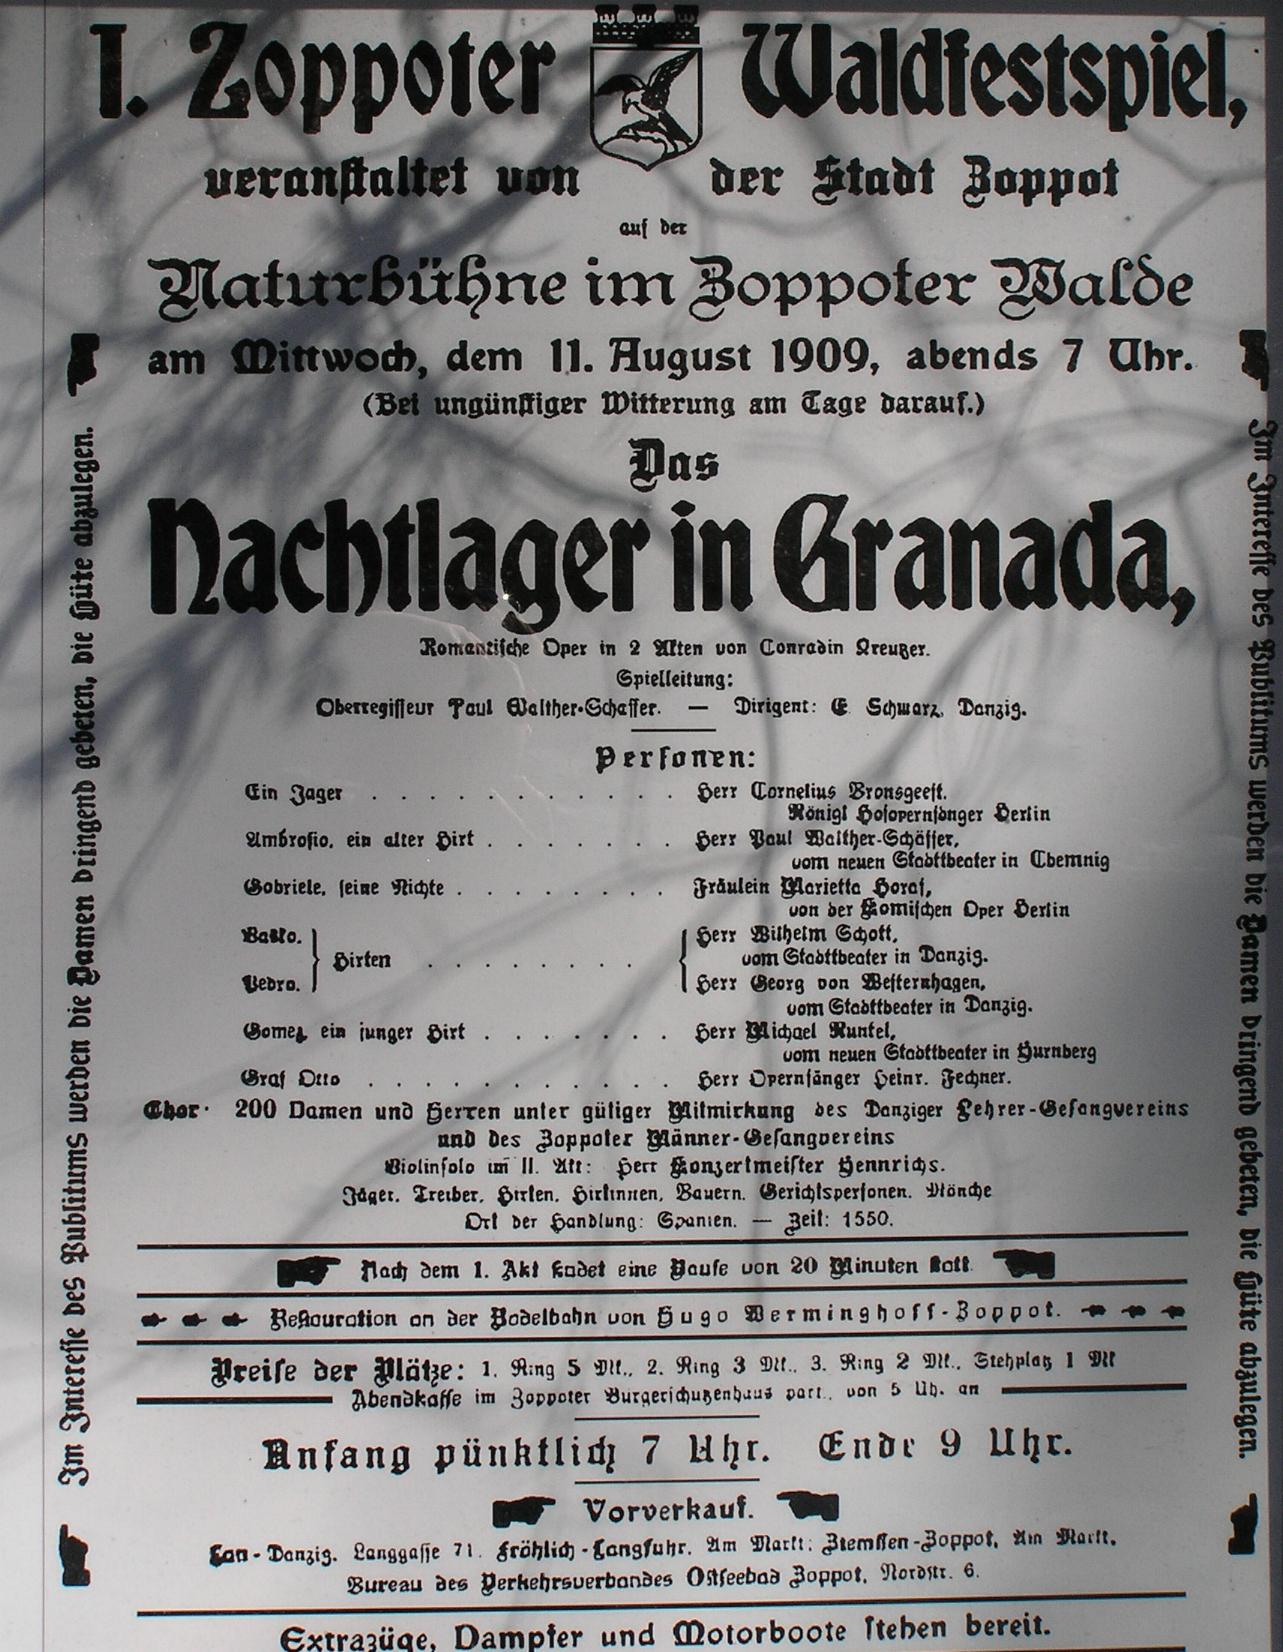 1. Zoppoter Waldfestspiel,
veranstaltet von der Stadt Zoppot
auf der
Naturbühne im Zoppoter Walde
am Mittwoch, dem 11. August 1909, abends 7 Uhr.
(Bei ungünstiger Witterung am Tage darauf.)
Das
Nachtlager in Granada,
Romantische Oper in 2 Akten von Conradin Kreutzer.
Spielleitung:
Oberregisseur Paul Walther-Schäffer. — Dirigent: E. Schwarz, Danzig.
Personen:
Ein Jäger . . . . . . . . . . . Herr Cornelius Bronsgeest.
Königl Hofopernsänger Berlin
Ambrosio, ein alter Hirt . . . . . . . Herr Paul Walther-Schäffer,
vom neuen Stadttheater in Chemnig
Gobriele, seine Nichte . . . . . . . . Fräulein Marietta
von der Komischen Oper Berlin
Vasko. Herr Wilhelm Schott,
Hirten . . . . . . . . vom Stadttheater in Danzig.
Pedro. Herr Georg von Westernhagen,
vom Stadttheater in Danzig.
Gomez ein junger Hirt . . . . . . . Herr Michael Runtel,
vom neuen Stadttheater in Nurnberg
Graf Otto . . . . . . . . . . . Herr Opernsänger Heinr. Fechner.
Chor: 200 Damen und Herren unter gütiger Mitwirkung des Danziger Lehrer-Gesangvereins
und des Zoppoter Männer-Gesangvereins
Violinsolo im II. Akt: Herr Konzertmeister Hennrichs.
Jäger, Treiber, Hirten, Hirtinnen, Bauern, Gerichtspersonen, Mönche
Ort der Handlung: Spanien. — Zeit: 1550.
Nach dem 1. Akt findet eine Pause von 20 Minuten statt
Restauration an der Rodelbahn von Hugo Werminghoff-Zoppot.
Preise der Plätze: 1. Ring 5 Mk., 2. Ring 3 Mk., 3. Ring 2 Mk., Stehplatz 1 Mk
Abendkasse im Zoppoter Burgerschutzenhaus part., von 5 Uh. an
Anfang pünktlich 7 Uhr. Ende 9 Uhr.
Vorverkauf.
Lau-Danzig. Langgasse 71. Fröhlich-Langfuhr, Am Markt; Ziemssen-Zoppot, Am Markt,
Bureau des Verkehrsverbandes Ostseebad Zoppot, Nordstr. 6.
Extrazüge, Dampfer und Motorboote stehen bereit.
Im Interesse des Publikums werden die Damen dringend gebeten, die Hüte abzulegen.
Im Interesse des Publikums werden die Damen dringend gebeten, die Hüte abzulegen.